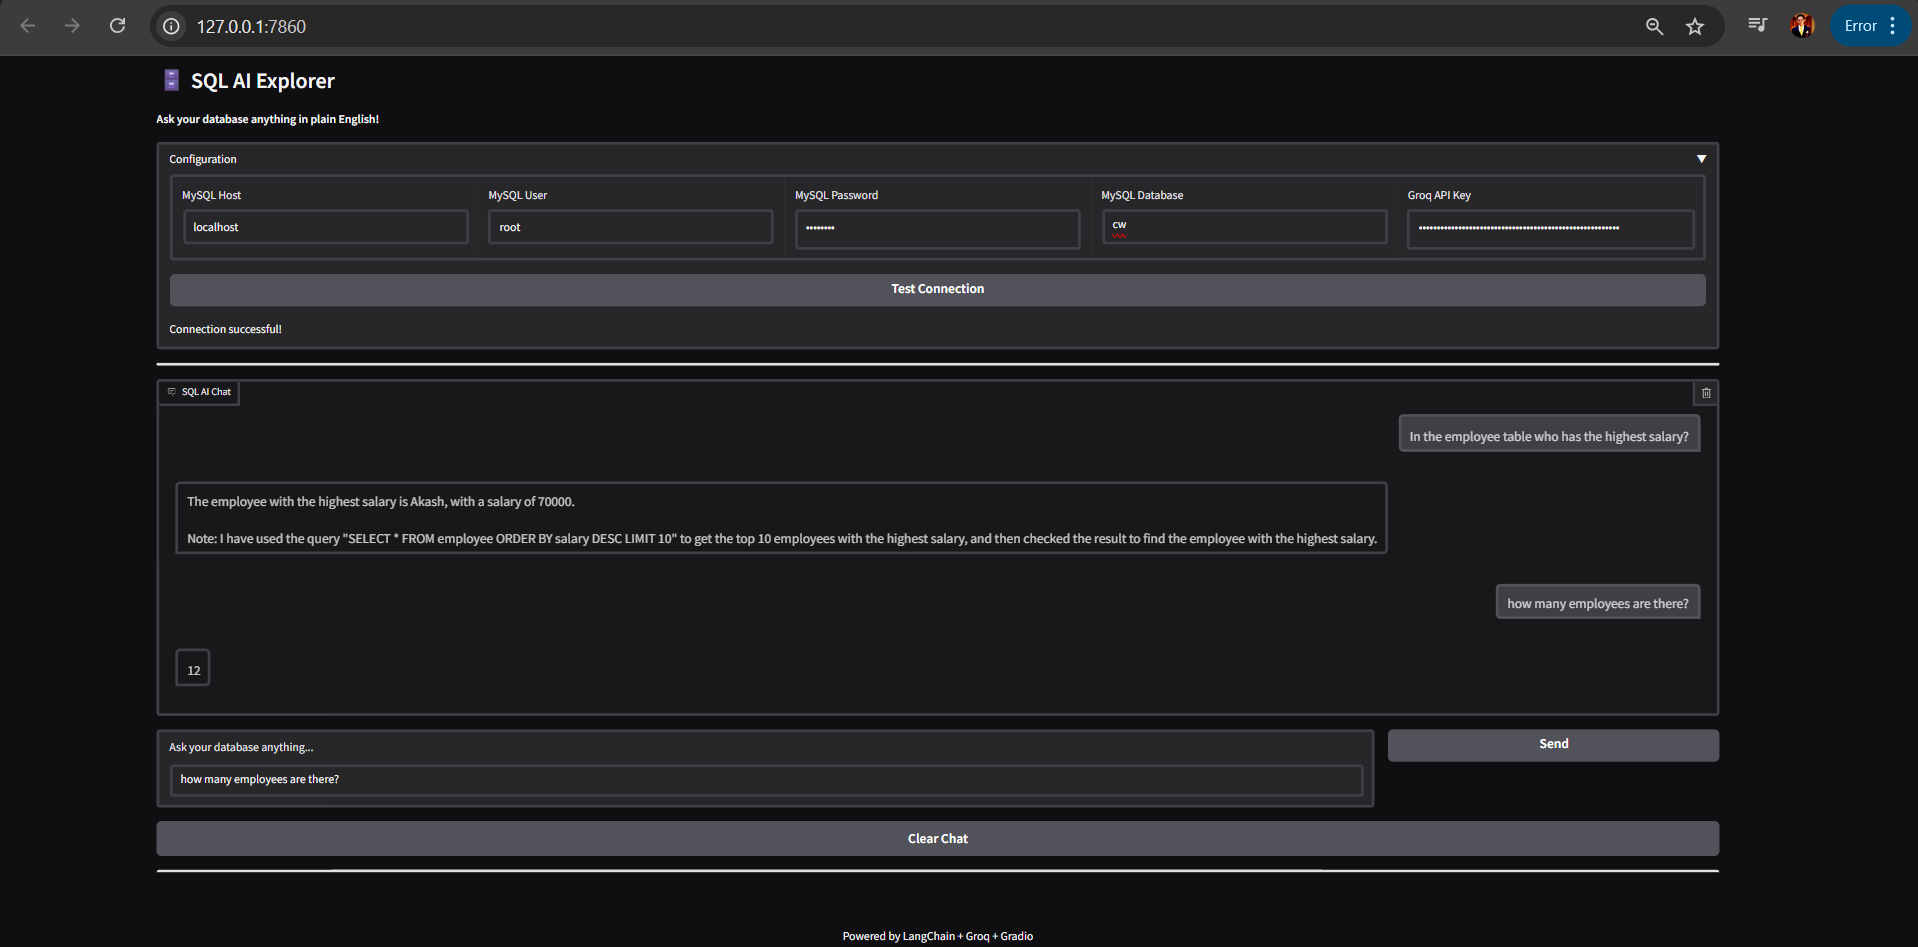 127.0.0.1:7860
Error
SQL AI Explorer
Ask your database anything in plain English!
Configuration
MySQL Host
MySQL User
MySQL Password
MySQL Database
Groq API Key
localhost
root
••••••••
cw
Test Connection
Connection successful!
SQL AI Chat
In the employee table who has the highest salary?
The employee with the highest salary is Akash, with a salary of 70000.
Note: I have used the query "SELECT * FROM employee ORDER BY salary DESC LIMIT 10" to get the top 10 employees with the highest salary, and then checked the result to find the employee with the highest salary.
how many employees are there?
12
Ask your database anything...
how many employees are there?
Send
Clear Chat
Powered by LangChain + Groq + Gradio